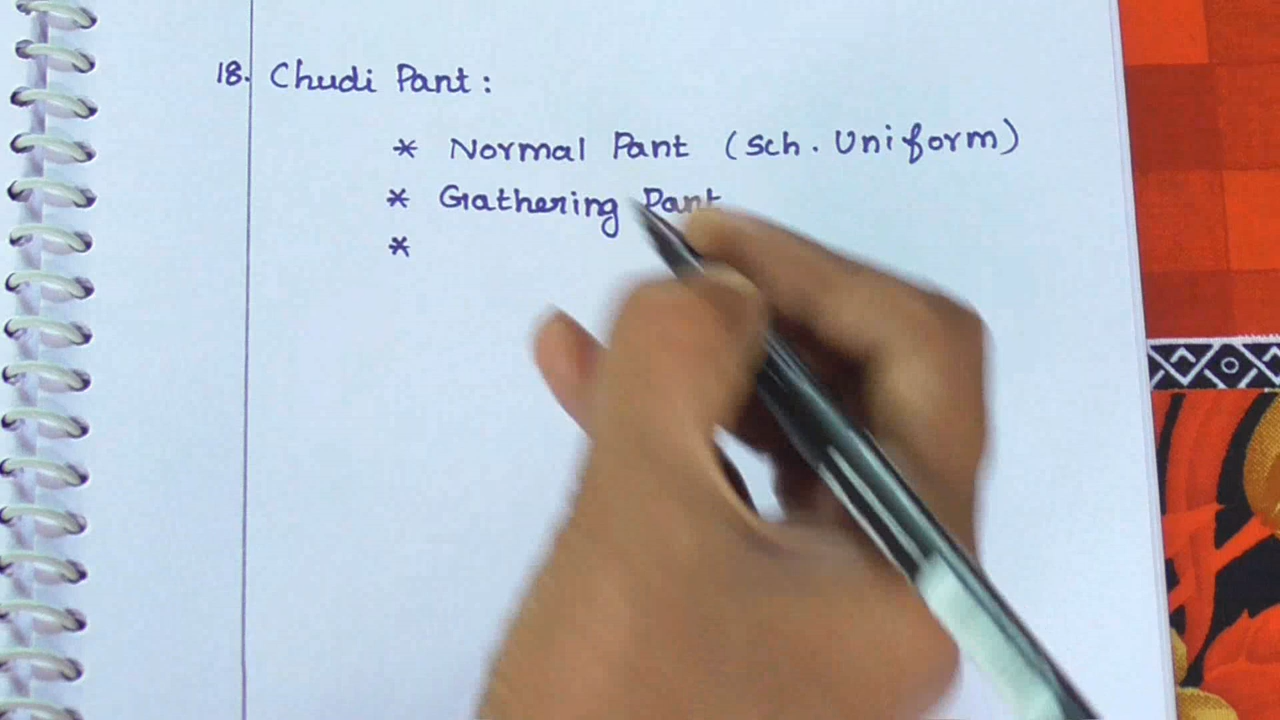 18. Chudi Pant :
* Normal Pant (Sch. Uniform)
* Gathering Pant
*